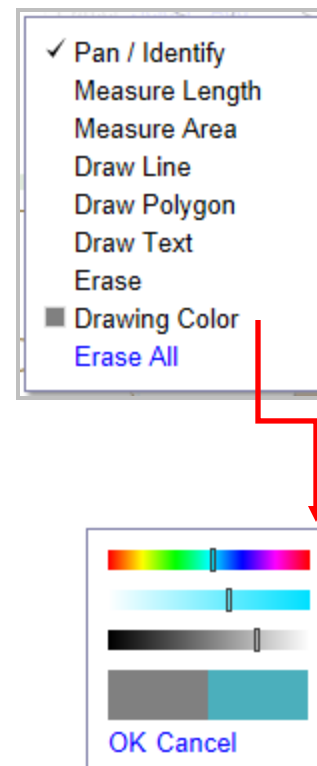 Pan / Identify
Measure Length
Measure Area
Draw Line
Draw Polygon
Draw Text
Erase
Drawing Color
Erase All
OK Cancel